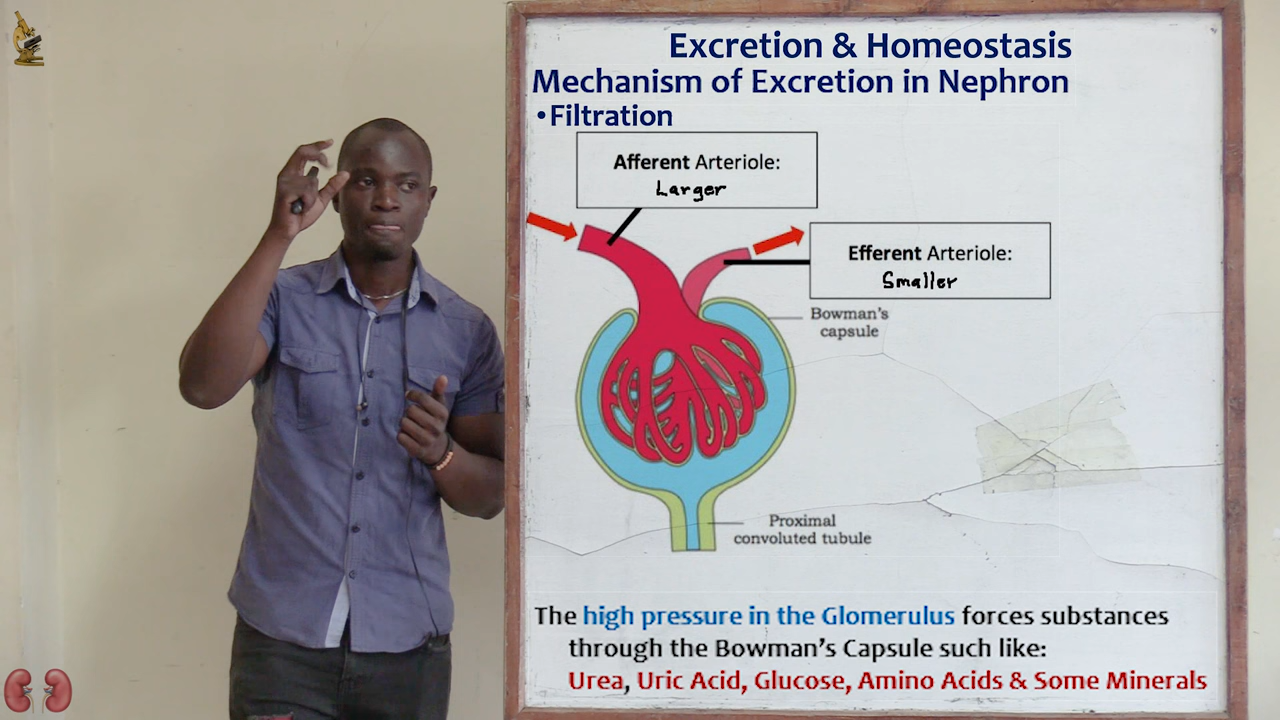 Excretion & Homeostasis
Mechanism of Excretion in Nephron
•Filtration
Afferent Arteriole:
Larger
Efferent Arteriole:
Smaller
Bowman's
capsule
Proximal
convoluted tubule
The high pressure in the Glomerulus forces substances
through the Bowman's Capsule such like:
Urea, Uric Acid, Glucose, Amino Acids & Some Minerals